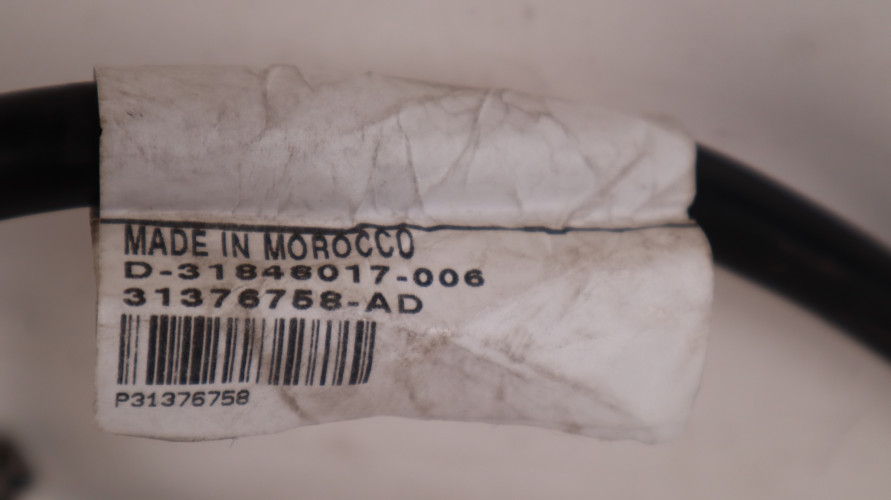 MADE IN MOROCCO
D-31846017-006
31376758-AD
P31376758